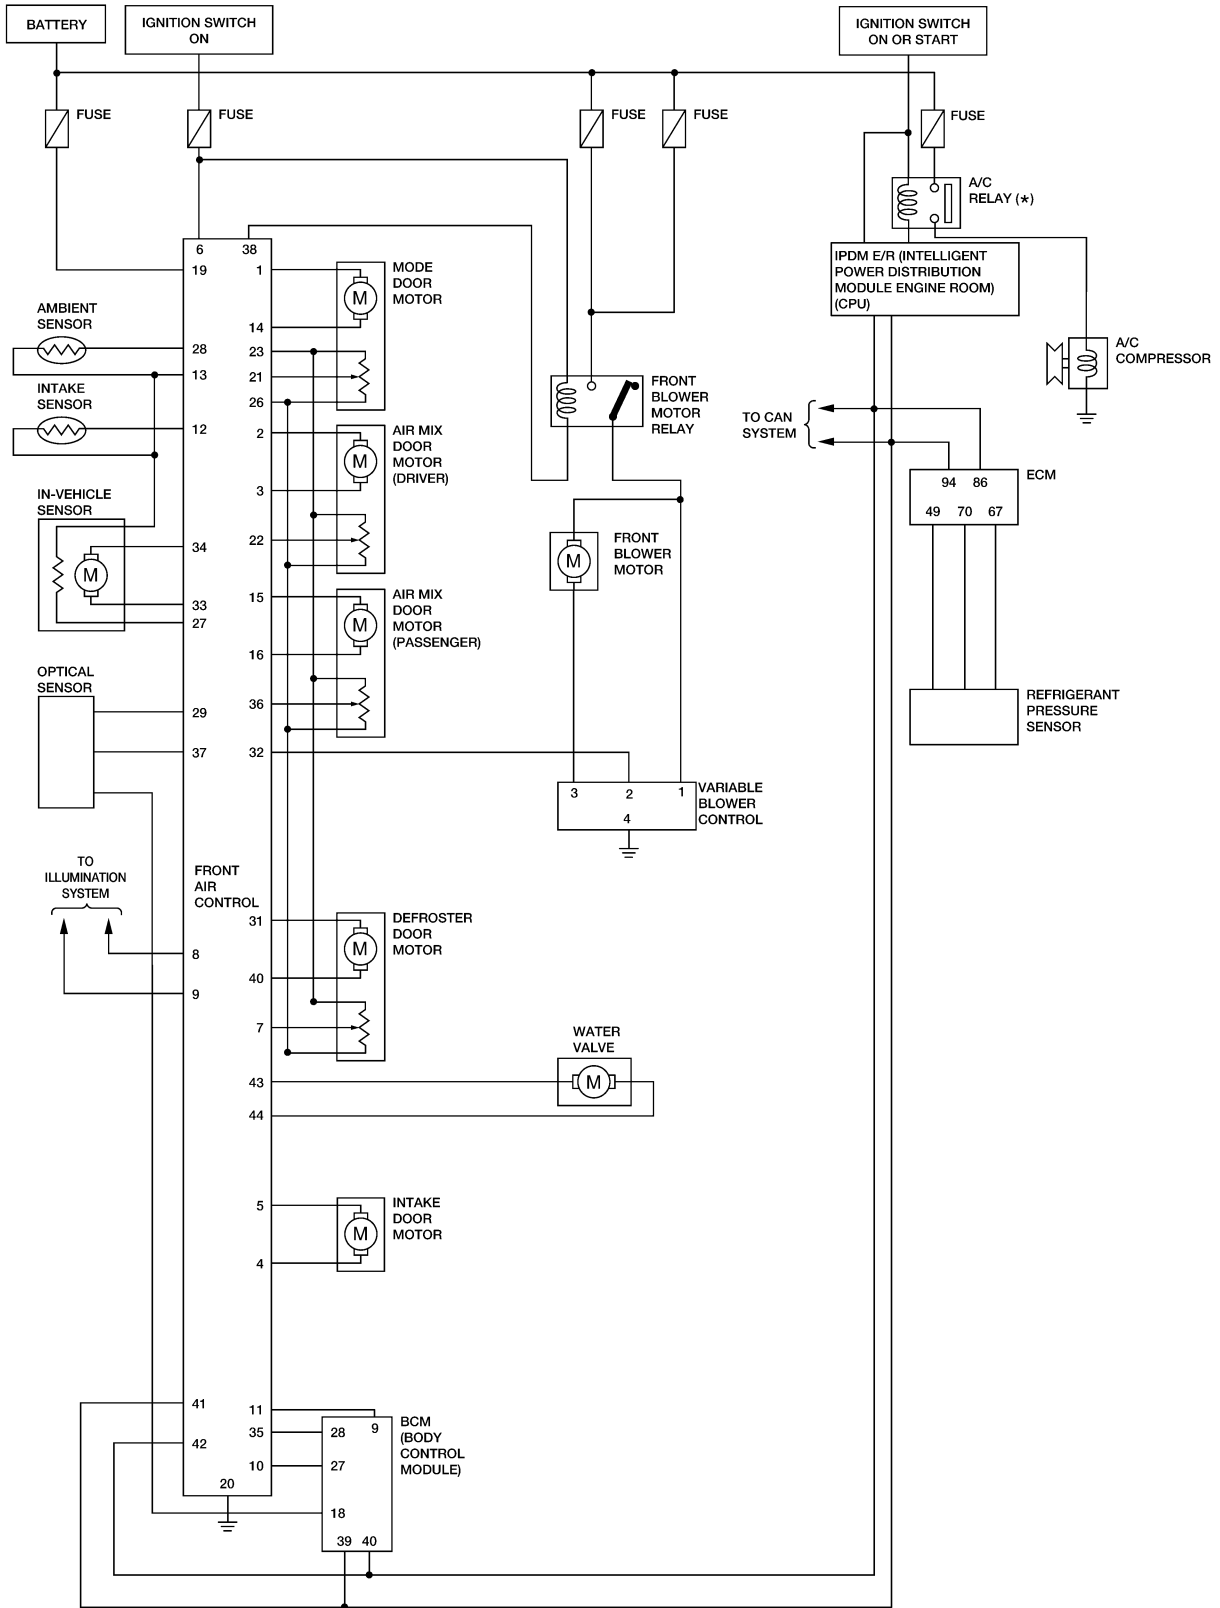 BATTERY
IGNITION SWITCH
ON
IGNITION SWITCH
ON OR START
FUSE
FUSE
FUSE
FUSE
FUSE
A/C
RELAY (*)
6
38
19
1
MODE
DOOR
MOTOR
IPDM E/R (INTELLIGENT
POWER DISTRIBUTION
MODULE ENGINE ROOM)
(CPU)
M
AMBIENT
SENSOR
14
28
23
13
21
26
A/C
COMPRESSOR
INTAKE
SENSOR
12
2
AIR MIX
DOOR
MOTOR
(DRIVER)
M
3
FRONT
BLOWER
MOTOR
RELAY
TO CAN
SYSTEM
ECM
94
86
49
70
67
IN-VEHICLE
SENSOR
34
22
M
33
27
FRONT
BLOWER
MOTOR
M
15
AIR MIX
DOOR
MOTOR
(PASSENGER)
M
16
36
OPTICAL
SENSOR
29
37
32
REFRIGERANT
PRESSURE
SENSOR
3
2
1
4
VARIABLE
BLOWER
CONTROL
TO
ILLUMINATION
SYSTEM
FRONT
AIR
CONTROL
31
DEFROSTER
DOOR
MOTOR
M
8
40
9
7
WATER
VALVE
M
43
44
5
INTAKE
DOOR
MOTOR
M
4
41
11
9
BCM
(BODY
CONTROL
MODULE)
35
28
42
10
27
20
18
39
40